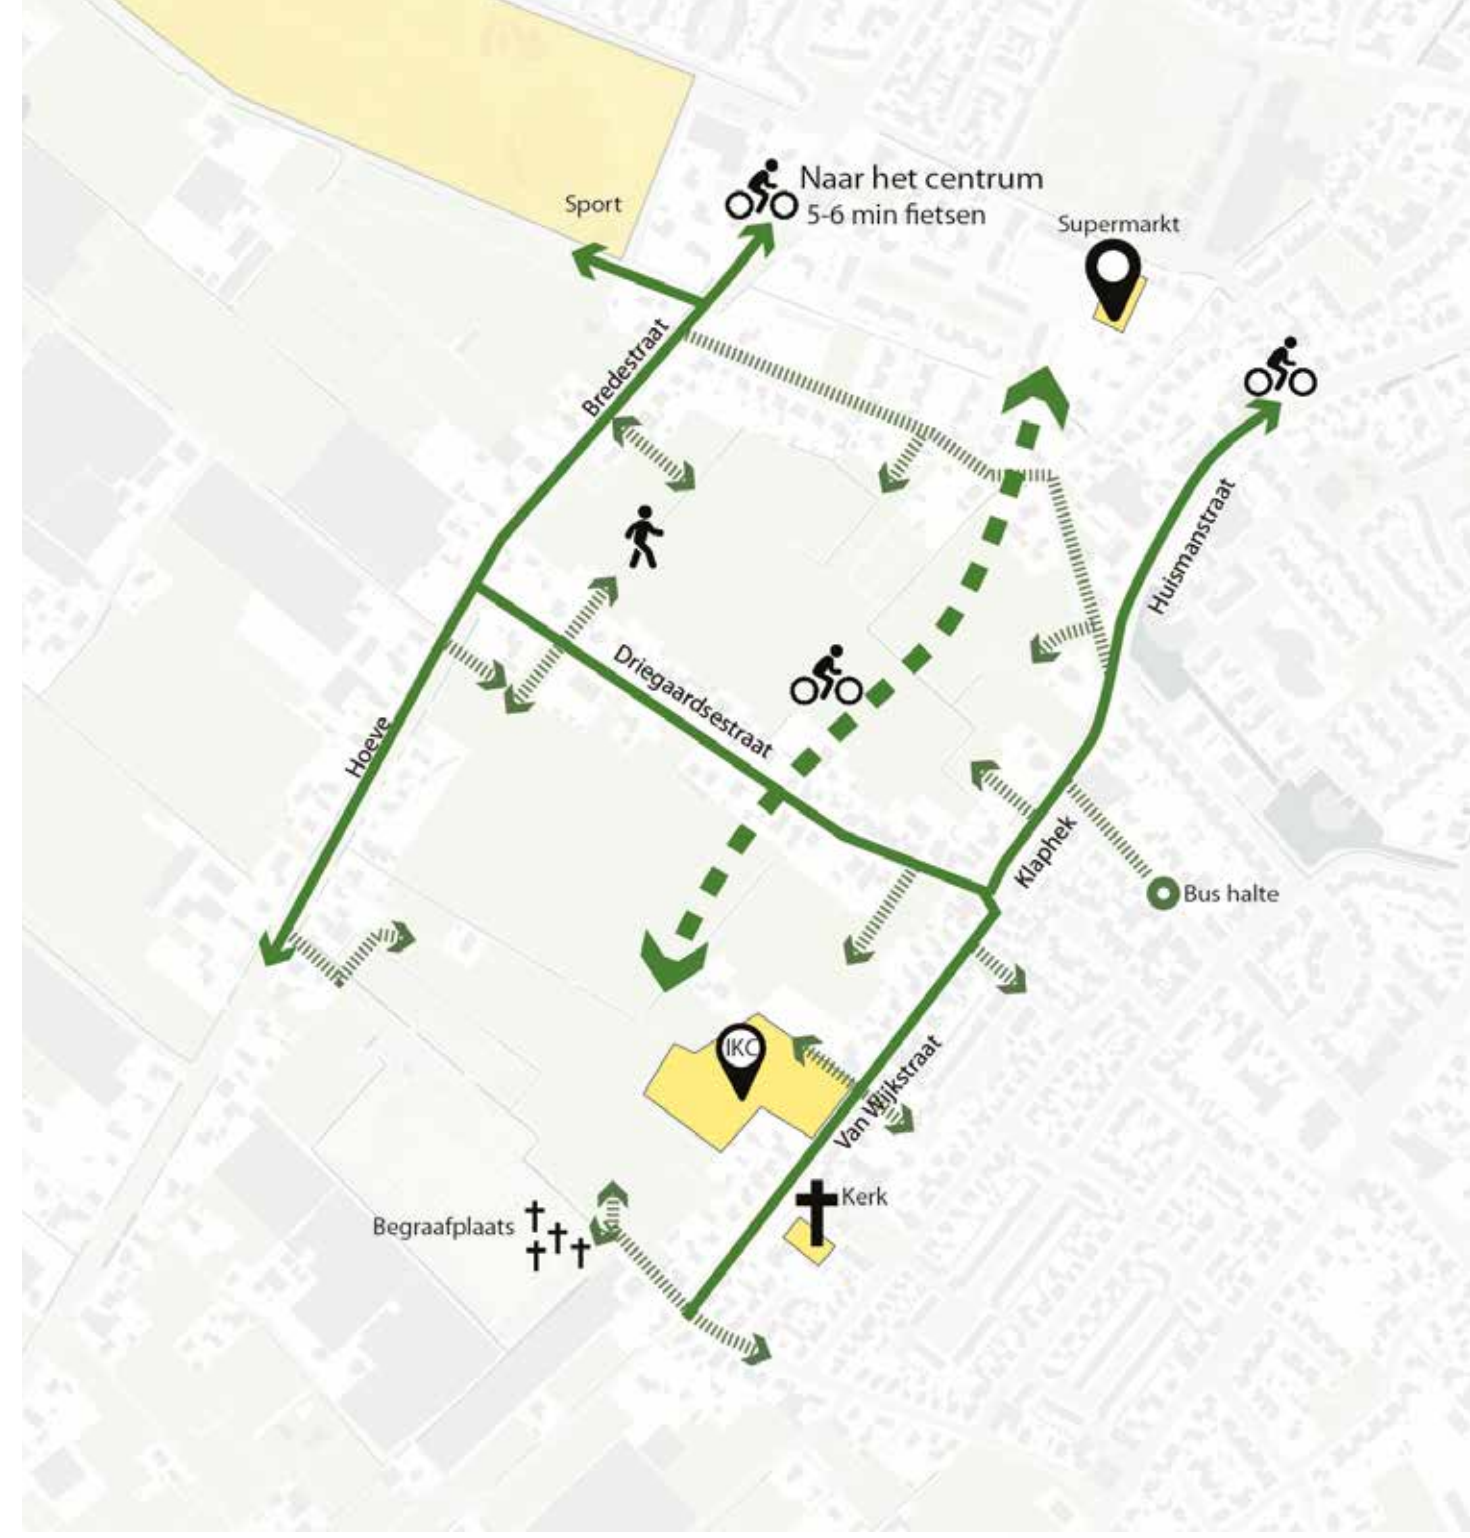 Naar het centrum
5-6 min fietsen
Sport
Supermarkt
Bredestraat
Huismanstraat
Driegaardsestraat
Hoeve
Klaphek
Bus halte
IKC
Van Wijkstraat
Kerk
Begraafplaats